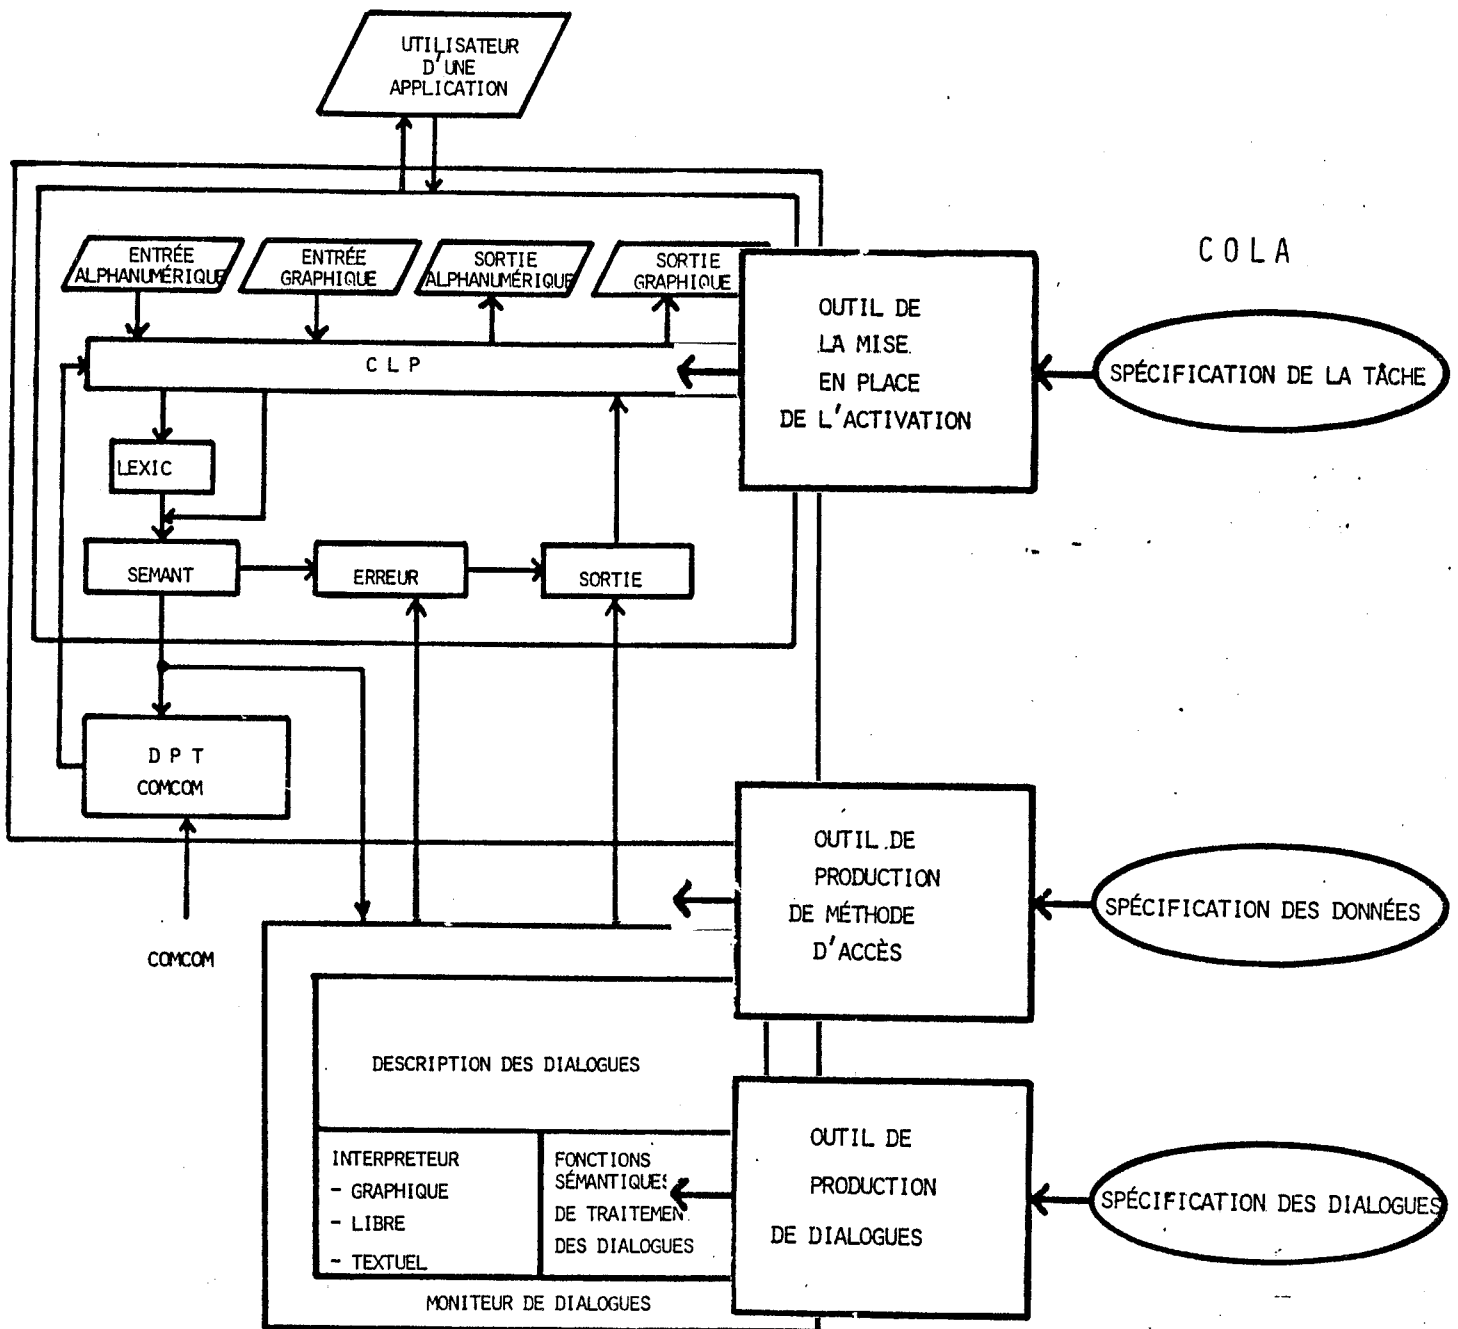 UTILISATEUR
D'UNE
APPLICATION
ENTRÉE
ALPHANUMÉRIQUE
ENTRÉE
GRAPHIQUE
SORTIE
ALPHANUMÉRIQUE
SORTIE
GRAPHIQUE
COLA
OUTIL DE
LA MISE
EN PLACE
DE L'ACTIVATION
SPÉCIFICATION DE LA TÂCHE
CLP
LEXIC
SEMANT
ERREUR
SORTIE
DPT
COMCOM
COMCOM
OUTIL DE
PRODUCTION
DE MÉTHODE
D'ACCÈS
SPÉCIFICATION DES DONNÉES
DESCRIPTION DES DIALOGUES
INTERPRETEUR
- GRAPHIQUE
- LIBRE
- TEXTUEL
FONCTIONS
SÉMANTIQUES
DE TRAITEMEN
DES DIALOGUES
OUTIL DE
PRODUCTION
DE DIALOGUES
SPÉCIFICATION DES DIALOGUES
MONITEUR DE DIALOGUES